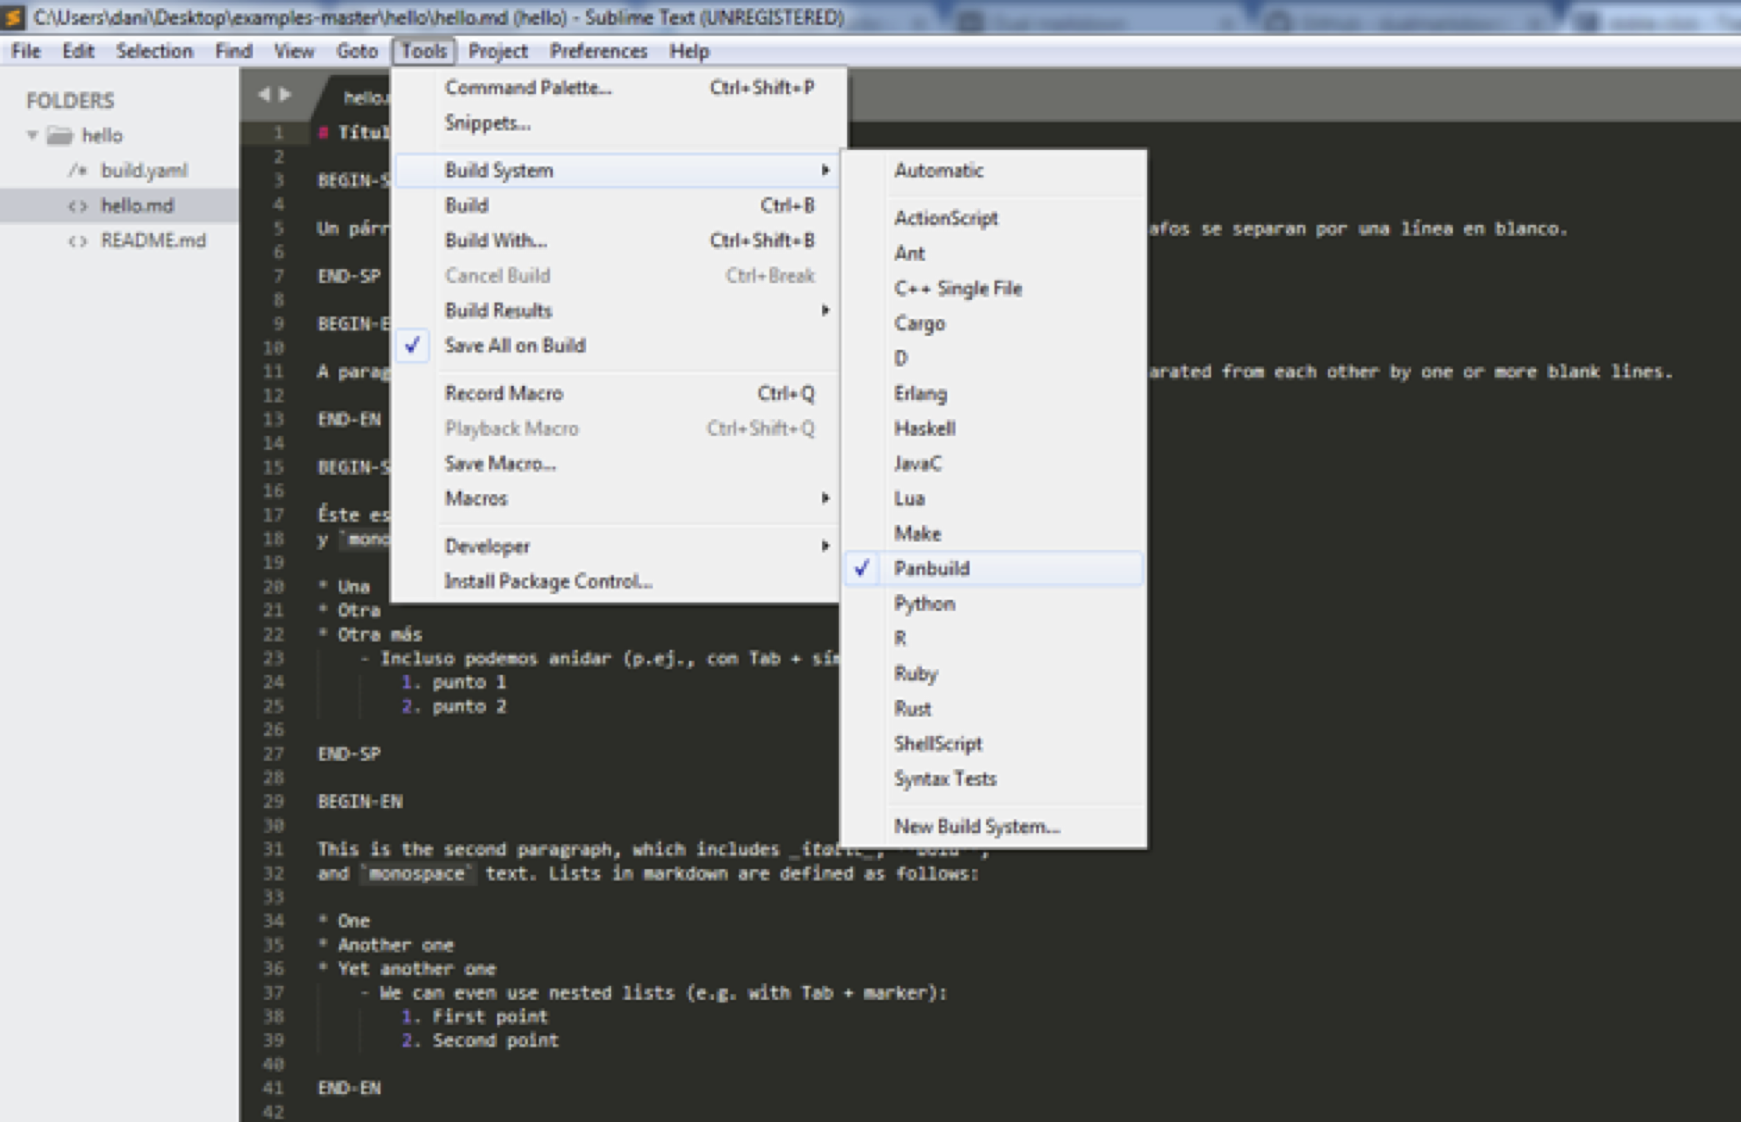 C:\Users\dani\Desktop\examples-master\hello\hello.md (hello) - Sublime Text (UNREGISTERED)
File Edit Selection Find View Goto Tools Project Preferences Help
FOLDERS
hello
/* build.yaml
<> hello.md
<> README.md
Command Palette... Ctrl+Shift+P
Snippets...
Build System
Build Ctrl+B
Build With... Ctrl+Shift+B
Cancel Build Ctrl+Break
Build Results
Save All on Build
Record Macro Ctrl+Q
Playback Macro Ctrl+Shift+Q
Save Macro...
Macros
Developer
Install Package Control...
Automatic
ActionScript
Ant
C++ Single File
Cargo
D
Erlang
Haskell
JavaC
Lua
Make
Panbuild
Python
R
Ruby
Rust
ShellScript
Syntax Tests
New Build System...
hello.
1 # Títul
2
3 BEGIN-S
4
5 Un párr afos se separan por una línea en blanco.
6
7 END-SP
8
9 BEGIN-E
10
11 A parag arated from each other by one or more blank lines.
12
13 END-EN
14
15 BEGIN-S
16
17 Éste es
18 y `mono
19
20 * Una
21 * Otra
22 * Otra más
23 - Incluso podemos anidar (p.ej., con Tab + sím
24 1. punto 1
25 2. punto 2
26
27 END-SP
28
29 BEGIN-EN
30
31 This is the second paragraph, which includes _italic_,
32 and `monospace` text. Lists in markdown are defined as follows:
33
34 * One
35 * Another one
36 * Yet another one
37 - We can even use nested lists (e.g. with Tab + marker):
38 1. First point
39 2. Second point
40
41 END-EN
42